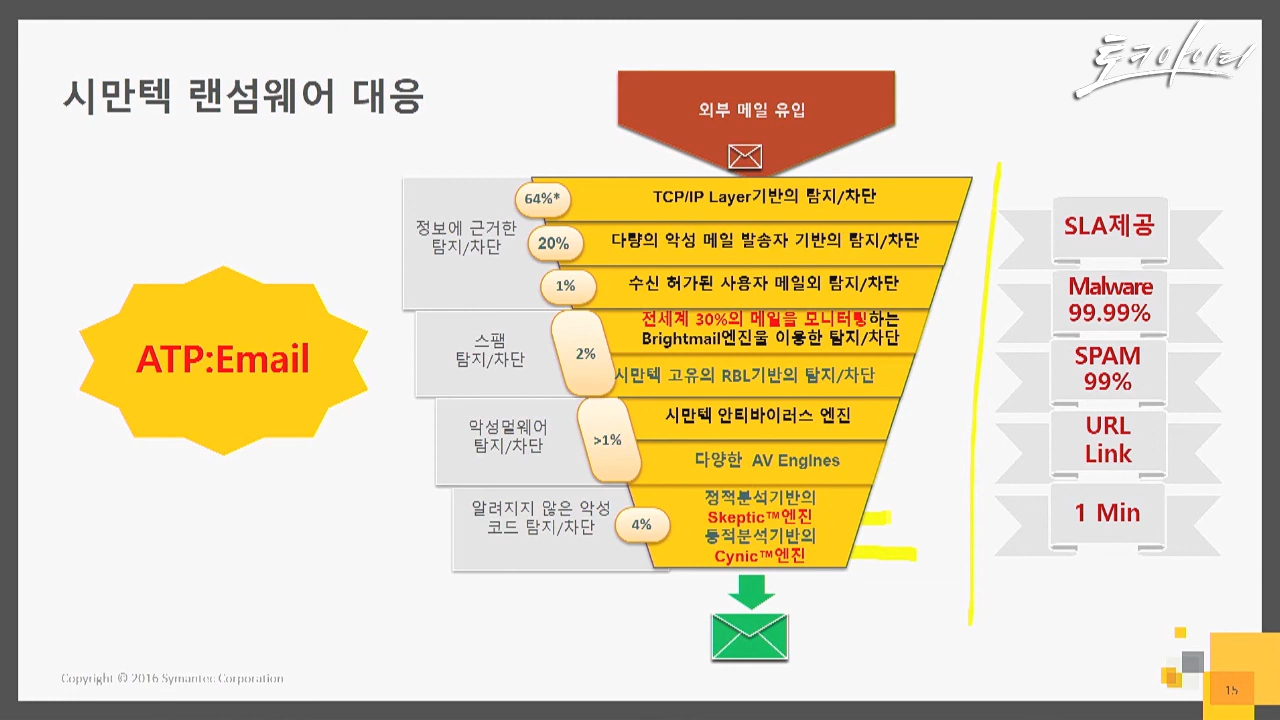 토크아이티
시만텍 랜섬웨어 대응
외부 메일 유입
정보에 근거한
탐지/차단
64%*
TCP/IP Layer기반의 탐지/차단
20%
다량의 악성 메일 발송자 기반의 탐지/차단
1%
수신 허가된 사용자 메일외 탐지/차단
스팸
탐지/차단
2%
전세계 30%의 메일을 모니터링하는
Brightmail엔진울 이용한 탐지/차단
시만텍 고유의 RBL기반의 탐지/차단
악성멀웨어
탐지/차단
>1%
시만텍 안티바이러스 엔진
다양한 AV Engines
알려지지 않은 악성
코드 탐지/차단
4%
정적분석기반의
Skeptic™엔진
동적분석기반의
Cynic™엔진
ATP:Email
SLA제공
Malware
99.99%
SPAM
99%
URL
Link
1 Min
Copyright © 2016 Symantec Corporation
15